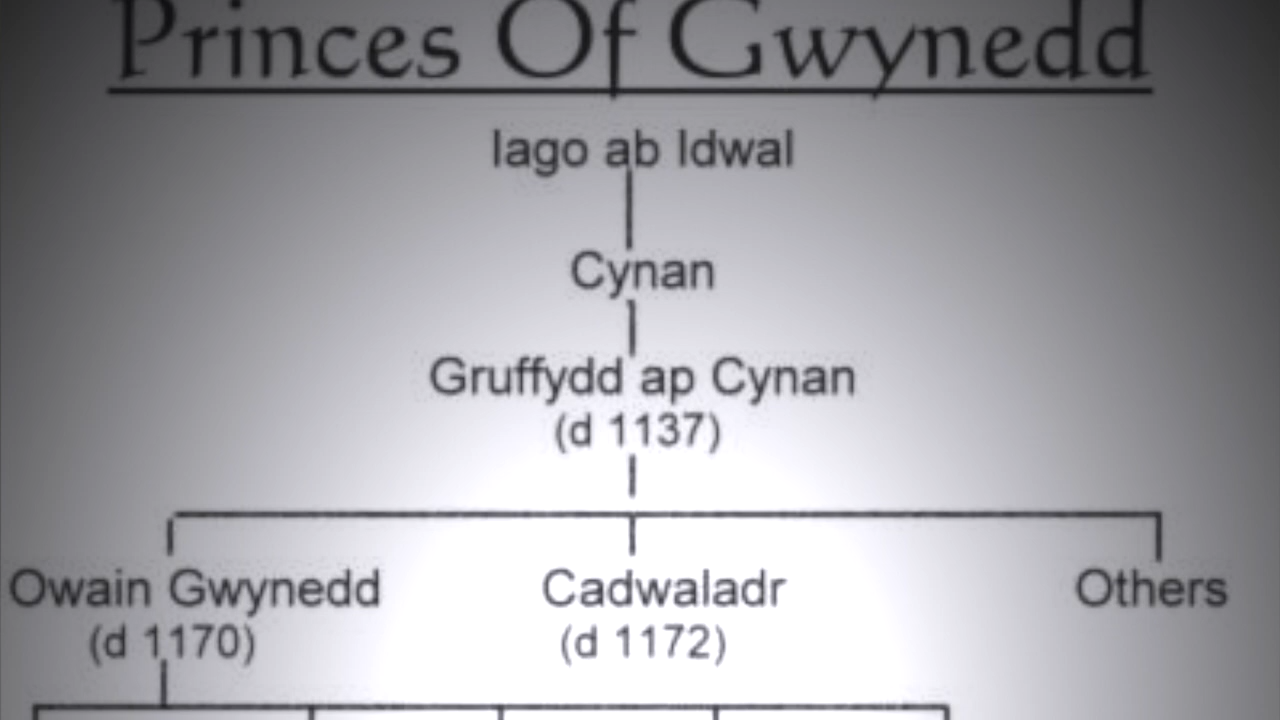 Princes Of Gwynedd
Iago ab Idwal
Cynan
Gruffydd ap Cynan
(d 1137)
Owain Gwynedd Cadwaladr Others
(d 1170) (d 1172)